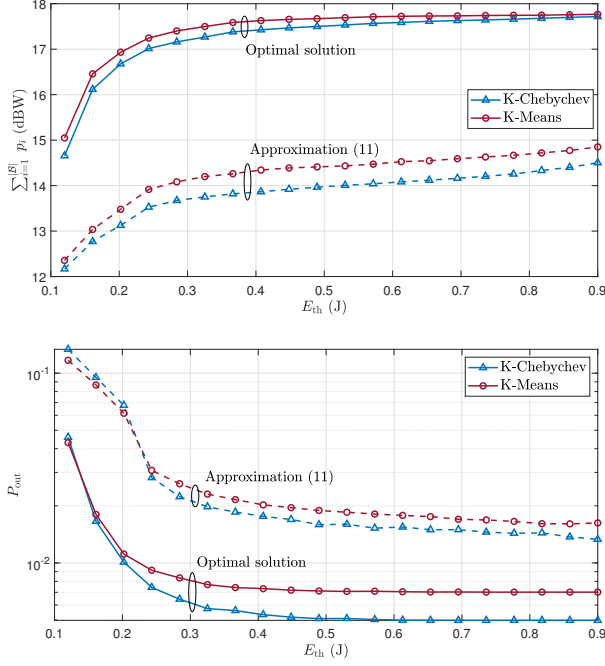 18
17
16
15
14
13
12
0.1 0.2 0.3 0.4 0.5 0.6 0.7 0.8 0.9
E_th (J)
∑_{i=1}^{|ℬ|} p_i (dBW)
Optimal solution
K-Chebychev
K-Means
Approximation (11)
10^-1
10^-2
0.1 0.2 0.3 0.4 0.5 0.6 0.7 0.8 0.9
E_th (J)
P_out
K-Chebychev
K-Means
Approximation (11)
Optimal solution